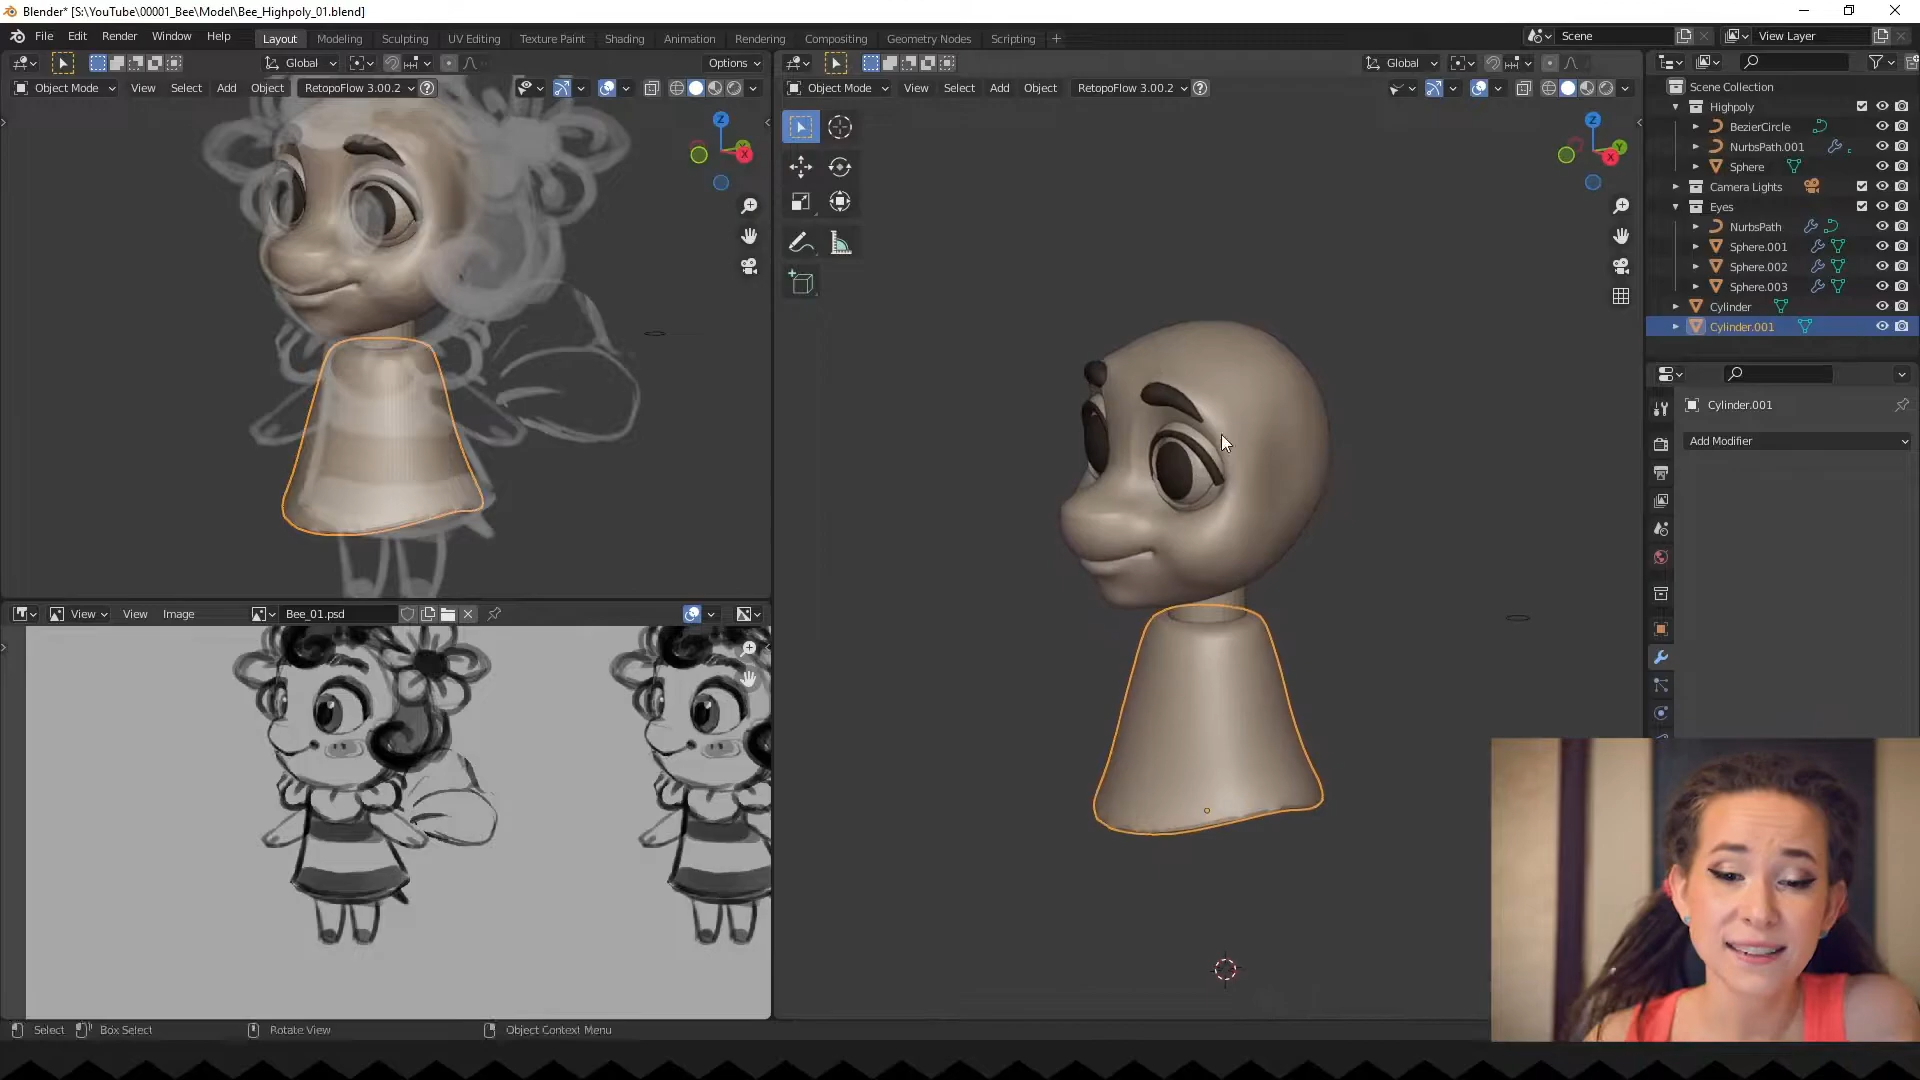 Blender* [S:\YouTube\00001_Bee\Model\Bee_Highpoly_01.blend]
File Edit Render Window Help Layout Modeling Sculpting UV Editing Texture Paint Shading Animation Rendering Compositing Geometry Nodes Scripting + Scene View Layer
Global Options
Object Mode View Select Add Object RetopoFlow 3.00.2 ?
Z
Y
X
Global
Object Mode View Select Add Object RetopoFlow 3.00.2 ?
Z
Y
X
Scene Collection
Highpoly
BezierCircle
NurbsPath.001
Sphere
Camera Lights
Eyes
NurbsPath
Sphere.001
Sphere.002
Sphere.003
Cylinder
Cylinder.001
Cylinder.001
Add Modifier
View View Image Bee_01.psd
Select Box Select Rotate View Object Context Menu